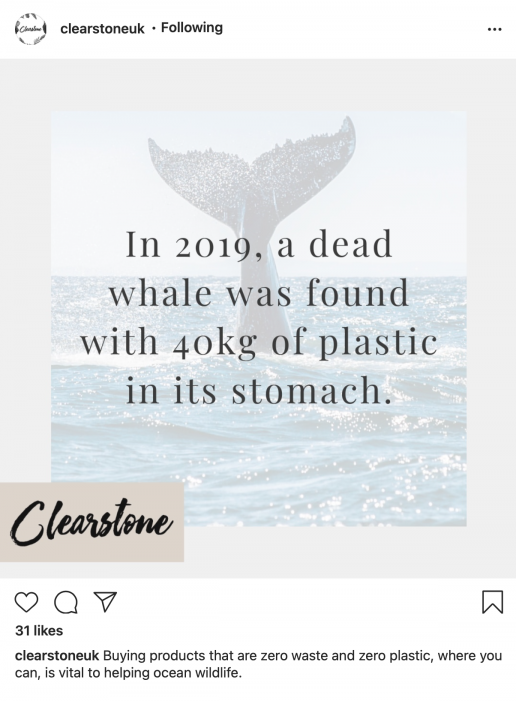 clearstoneuk • Following
In 2019, a dead
whale was found
with 40kg of plastic
in its stomach.
Clearstone
31 likes
clearstoneuk Buying products that are zero waste and zero plastic, where you
can, is vital to helping ocean wildlife.